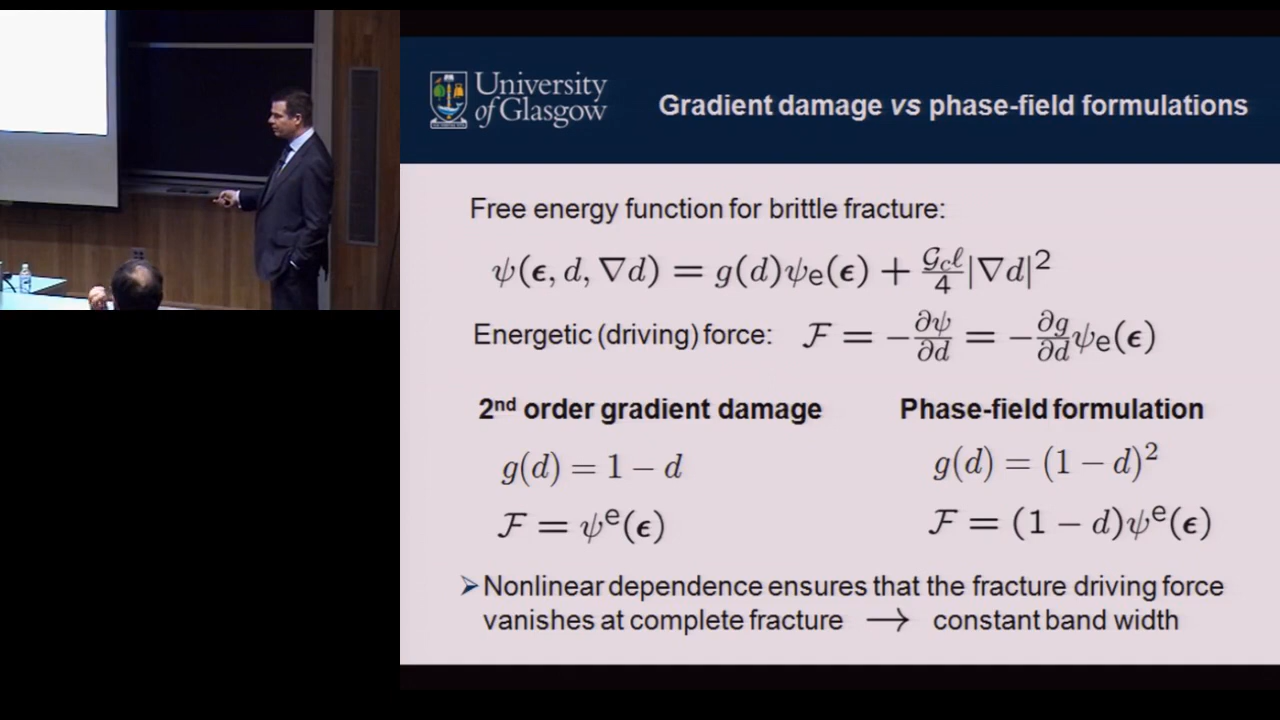 University
of Glasgow
Gradient damage vs phase-field formulations
Free energy function for brittle fracture:
ψ(ϵ, d, ∇d) = g(d)ψe(ϵ) + 𝒢cℓ/4 |∇d|²
Energetic (driving) force: ℱ = −∂ψ/∂d = −∂g/∂d ψe(ϵ)
2nd order gradient damage
Phase-field formulation
g(d) = 1 − d
g(d) = (1 − d)²
ℱ = ψᵉ(ϵ)
ℱ = (1 − d)ψᵉ(ϵ)
➢ Nonlinear dependence ensures that the fracture driving force
vanishes at complete fracture → constant band width